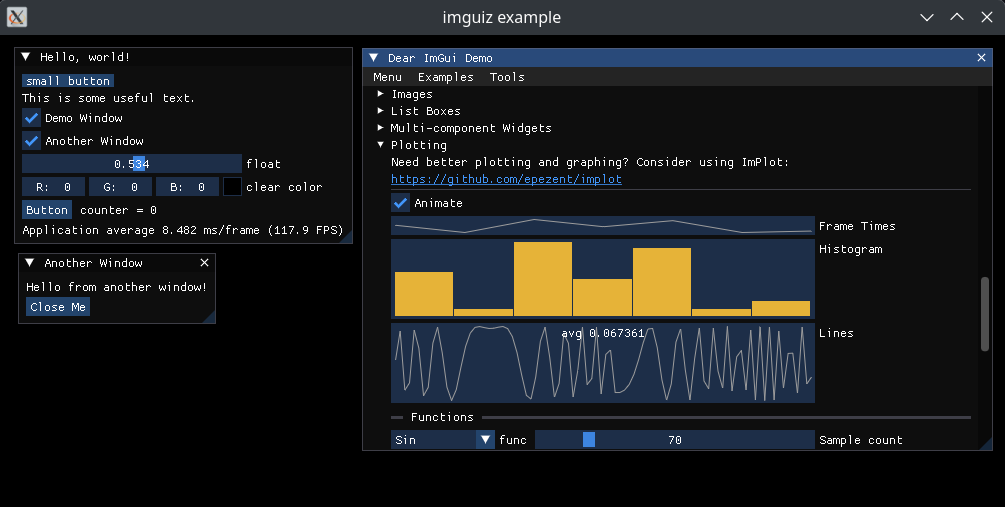 imguiz example
Hello, world!
small button
This is some useful text.
Demo Window
Another Window
0.534 float
R: 0 G: 0 B: 0 clear color
Button counter = 0
Application average 8.482 ms/frame (117.9 FPS)
Another Window
Hello from another window!
Close Me
Dear ImGui Demo
Menu Examples Tools
Images
List Boxes
Multi-component Widgets
Plotting
Need better plotting and graphing? Consider using ImPlot:
https://github.com/epezent/implot
Animate
Frame Times
Histogram
avg 0.067361 Lines
Functions
Sin func 70 Sample count